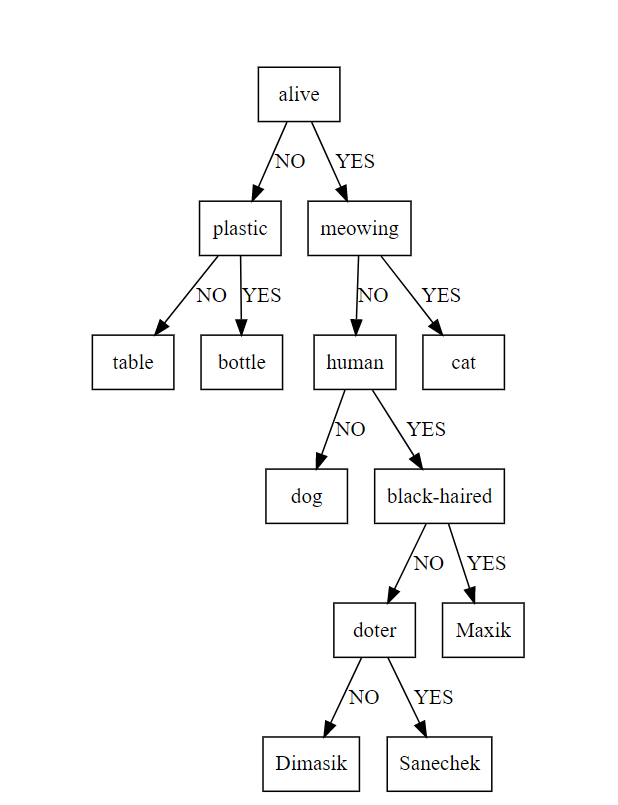 alive
NO
YES
plastic
meowing
NO
YES
NO
YES
table
bottle
human
cat
NO
YES
dog
black-haired
NO
YES
doter
Maxik
NO
YES
Dimasik
Sanechek